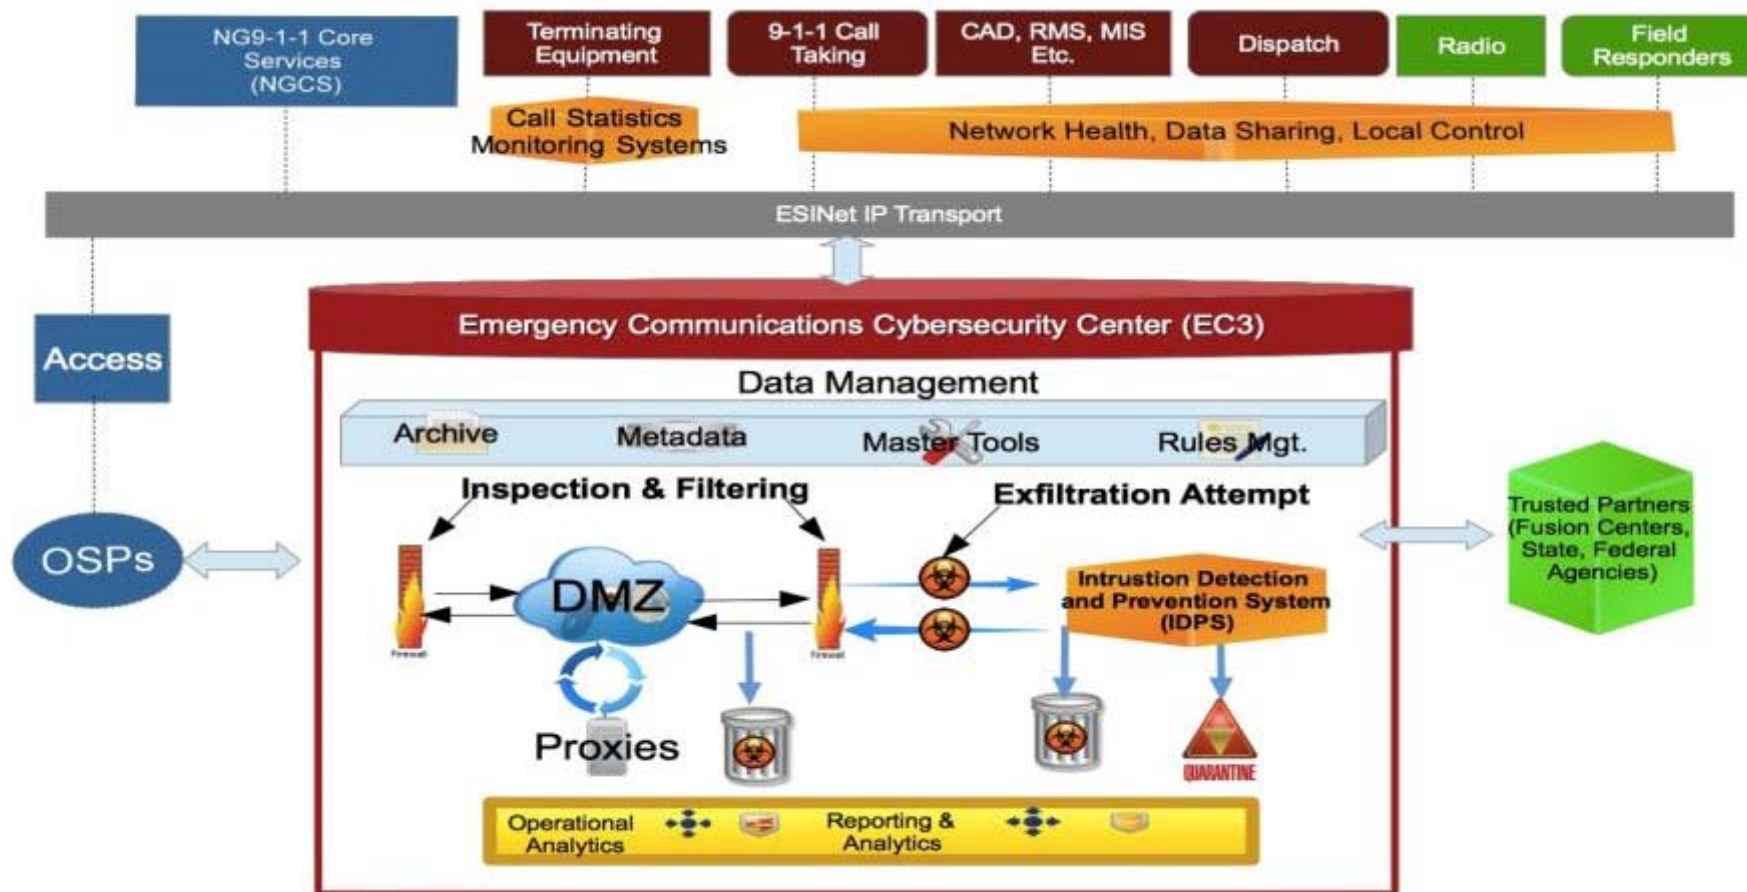 NG9-1-1 Core
Services
(NGCS)
Terminating
Equipment
9-1-1 Call
Taking
CAD, RMS, MIS
Etc.
Dispatch
Radio
Field
Responders
Call Statistics
Monitoring Systems
Network Health, Data Sharing, Local Control
ESINet IP Transport
Access
OSPs
Emergency Communications Cybersecurity Center (EC3)
Data Management
Archive
Metadata
Master Tools
Rules Mgt.
Inspection & Filtering
Exfiltration Attempt
DMZ
Firewall
Firewall
Intrustion Detection
and Prevention System
(IDPS)
Proxies
QUARANTINE
Operational
Analytics
Reporting &
Analytics
Trusted Partners
(Fusion Centers,
State, Federal
Agencies)